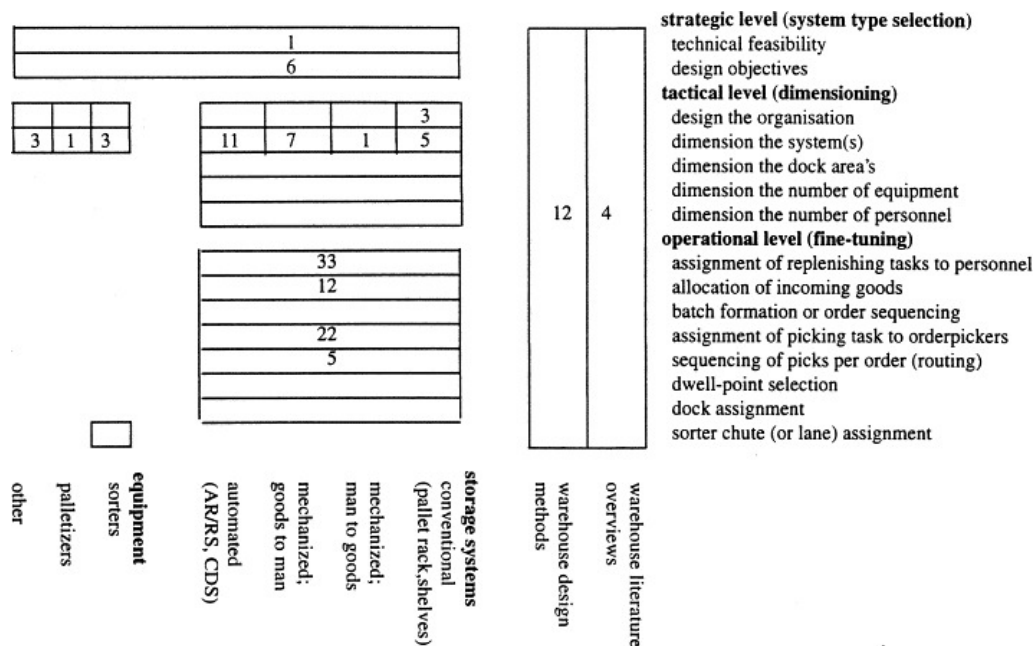 strategic level (system type selection)
technical feasibility
design objectives
tactical level (dimensioning)
design the organisation
dimension the system(s)
dimension the dock area's
dimension the number of equipment
dimension the number of personnel
operational level (fine-tuning)
assignment of replenishing tasks to personnel
allocation of incoming goods
batch formation or order sequencing
assignment of picking task to orderpickers
sequencing of picks per order (routing)
dwell-point selection
dock assignment
sorter chute (or lane) assignment
1
6
3
3 1 3 11 7 1 5
12 4
33
12
22
5
warehouse literature
overviews
warehouse design
methods
storage systems
conventional
(pallet rack,shelves)
mechanized;
man to goods
mechanized;
goods to man
automated
(AR/RS, CDS)
equipment
sorters
palletizers
other